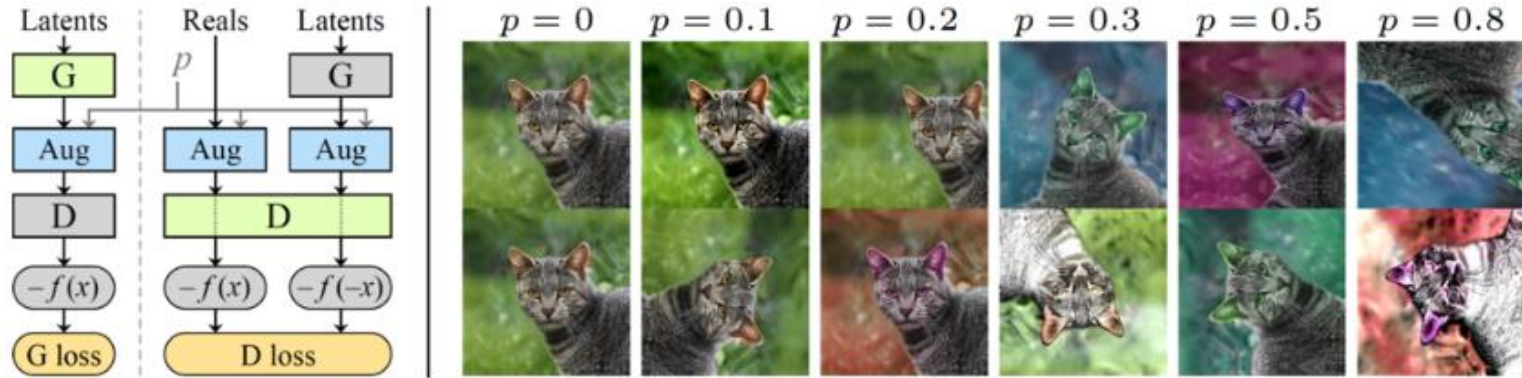 Latents Reals Latents
p = 0 p = 0.1 p = 0.2 p = 0.3 p = 0.5 p = 0.8
p
G G
Aug Aug Aug
D D
−f(x) −f(x) −f(−x)
G loss D loss